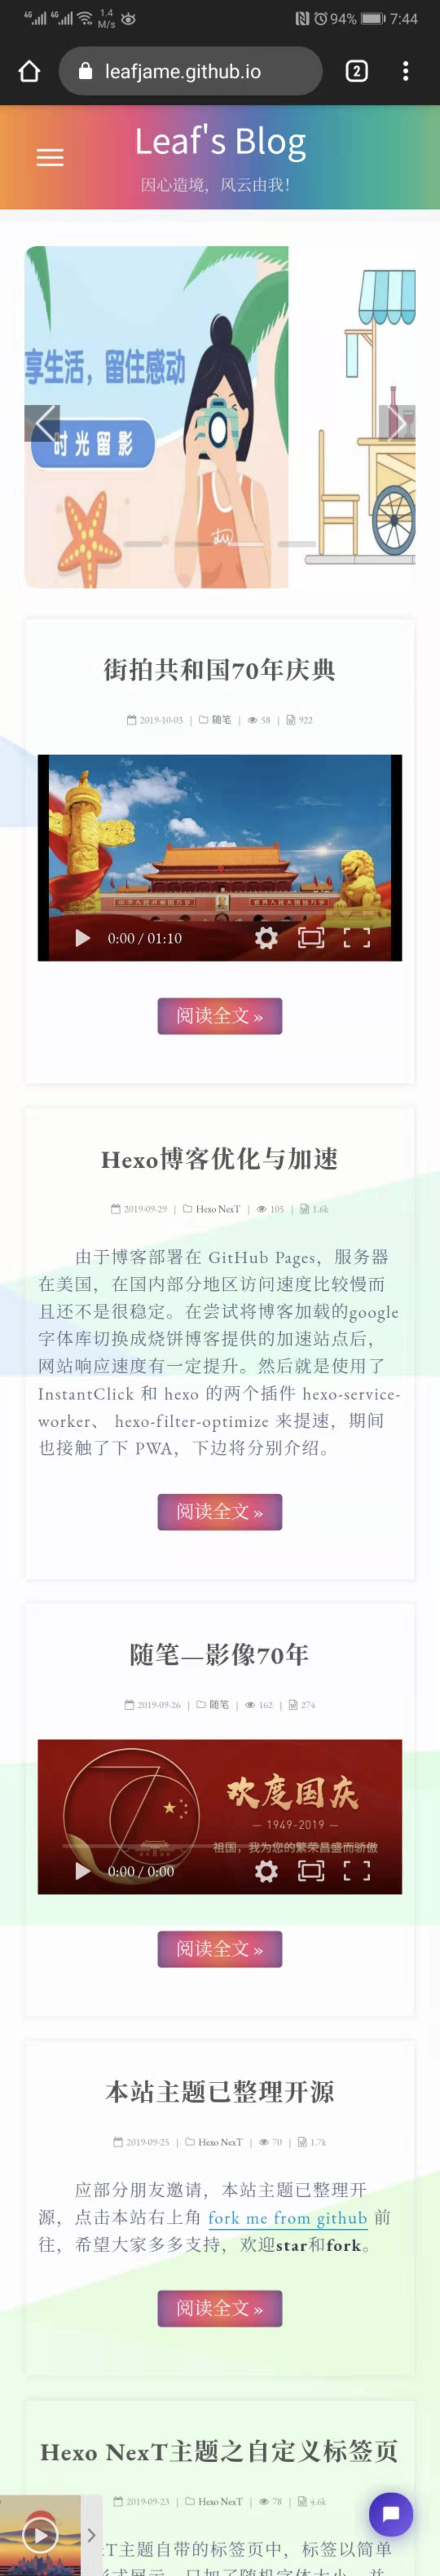 4G 4G 1.4 M/s 94% 7:44
leafjame.github.io 2
Leaf's Blog
因心造境，风云由我！
享生活，留住感动
时光留影
街拍共和国70年庆典
2019-10-03 | 随笔 | 58 | 922
0:00 / 01:10
阅读全文 »
Hexo博客优化与加速
2019-09-29 | Hexo NexT | 105 | 1.6k
由于博客部署在 GitHub Pages，服务器
在美国，在国内部分地区访问速度比较慢而
且还不是很稳定。在尝试将博客加载的google
字体库切换成烧饼博客提供的加速站点后，
网站响应速度有一定提升。然后就是使用了
InstantClick 和 hexo 的两个插件 hexo-service-
worker、 hexo-filter-optimize 来提速，期间
也接触了下 PWA，下边将分别介绍。
阅读全文 »
随笔—影像70年
2019-09-26 | 随笔 | 162 | 274
欢度国庆
— 1949-2019 —
祖国，我为您的繁荣昌盛而骄傲
0:00 / 0:00
阅读全文 »
本站主题已整理开源
2019-09-25 | Hexo NexT | 70 | 1.7k
应部分朋友邀请，本站主题已整理开
源，点击本站右上角 fork me from github 前
往，希望大家多多支持，欢迎star和fork。
阅读全文 »
Hexo NexT主题之自定义标签页
2019-09-23 | Hexo NexT | 78 | 4.6k
T主题自带的标签页中，标签以简单